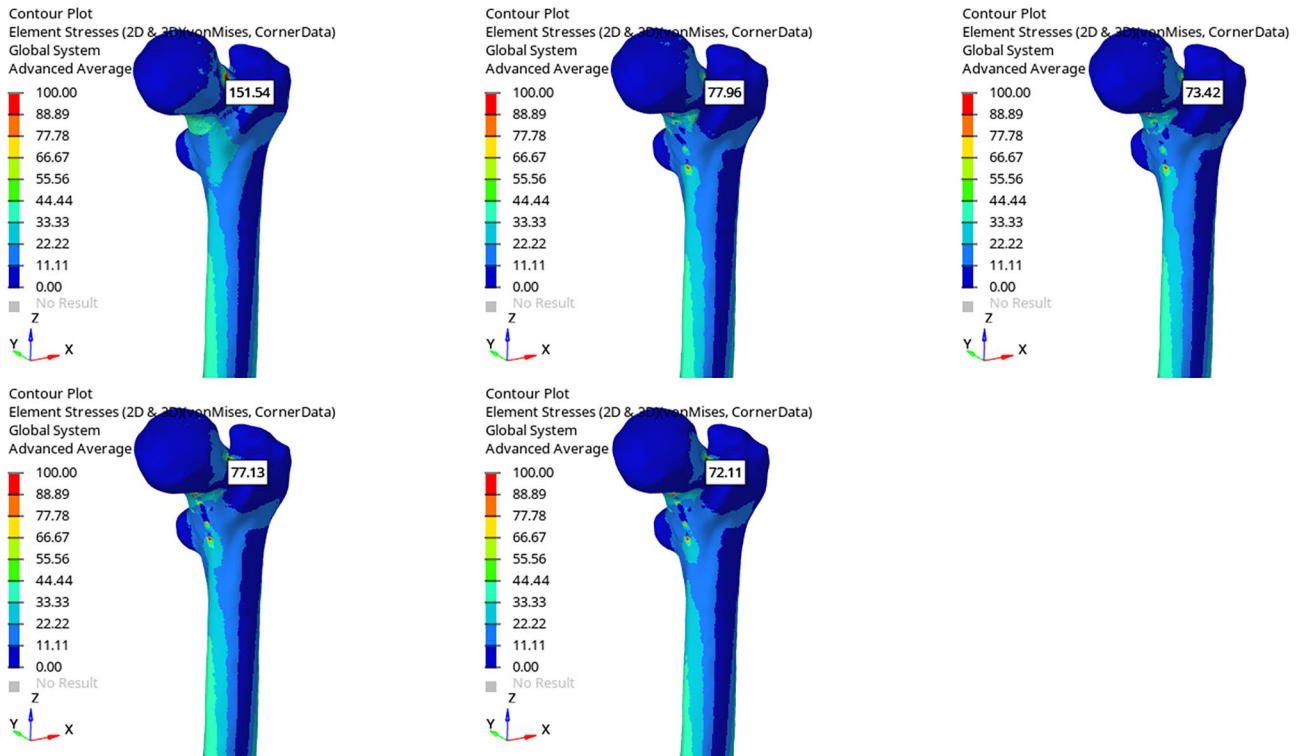 Contour Plot
Element Stresses (2D & 3D)(vonMises, CornerData)
Global System
Advanced Average
151.54
100.00
88.89
77.78
66.67
55.56
44.44
33.33
22.22
11.11
0.00
No Result
Z
Y
X
Contour Plot
Element Stresses (2D & 3D)(vonMises, CornerData)
Global System
Advanced Average
77.96
100.00
88.89
77.78
66.67
55.56
44.44
33.33
22.22
11.11
0.00
No Result
Z
Y
X
Contour Plot
Element Stresses (2D & 3D)(vonMises, CornerData)
Global System
Advanced Average
73.42
100.00
88.89
77.78
66.67
55.56
44.44
33.33
22.22
11.11
0.00
No Result
Z
Y
X
Contour Plot
Element Stresses (2D & 3D)(vonMises, CornerData)
Global System
Advanced Average
77.13
100.00
88.89
77.78
66.67
55.56
44.44
33.33
22.22
11.11
0.00
No Result
Z
Y
X
Contour Plot
Element Stresses (2D & 3D)(vonMises, CornerData)
Global System
Advanced Average
72.11
100.00
88.89
77.78
66.67
55.56
44.44
33.33
22.22
11.11
0.00
No Result
Z
Y
X